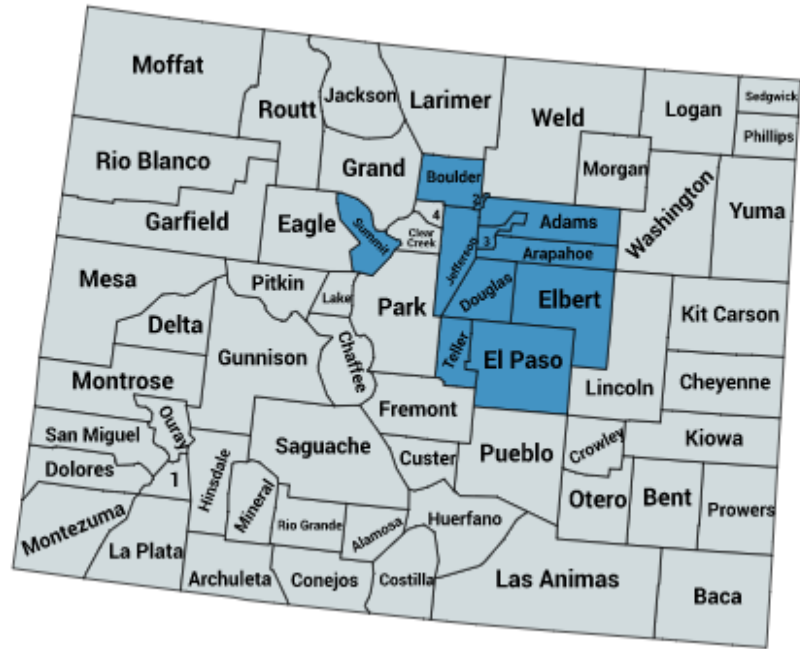 Moffat
Routt
Jackson
Larimer
Weld
Logan
Sedgwick
Phillips
Morgan
Rio Blanco
Grand
Boulder
Washington
Yuma
Garfield
Eagle
Summit
4
Clear
Creek
Jefferson
3
Adams
Arapahoe
Mesa
Pitkin
Lake
Park
Douglas
Elbert
Kit Carson
Delta
Gunnison
Chaffee
Teller
El Paso
Lincoln
Cheyenne
Montrose
Ouray
Fremont
San Miguel
Saguache
Custer
Pueblo
Crowley
Kiowa
Dolores
1
Hinsdale
Mineral
Rio Grande
Alamosa
Huerfano
Otero
Bent
Prowers
Montezuma
La Plata
Archuleta
Conejos
Costilla
Las Animas
Baca